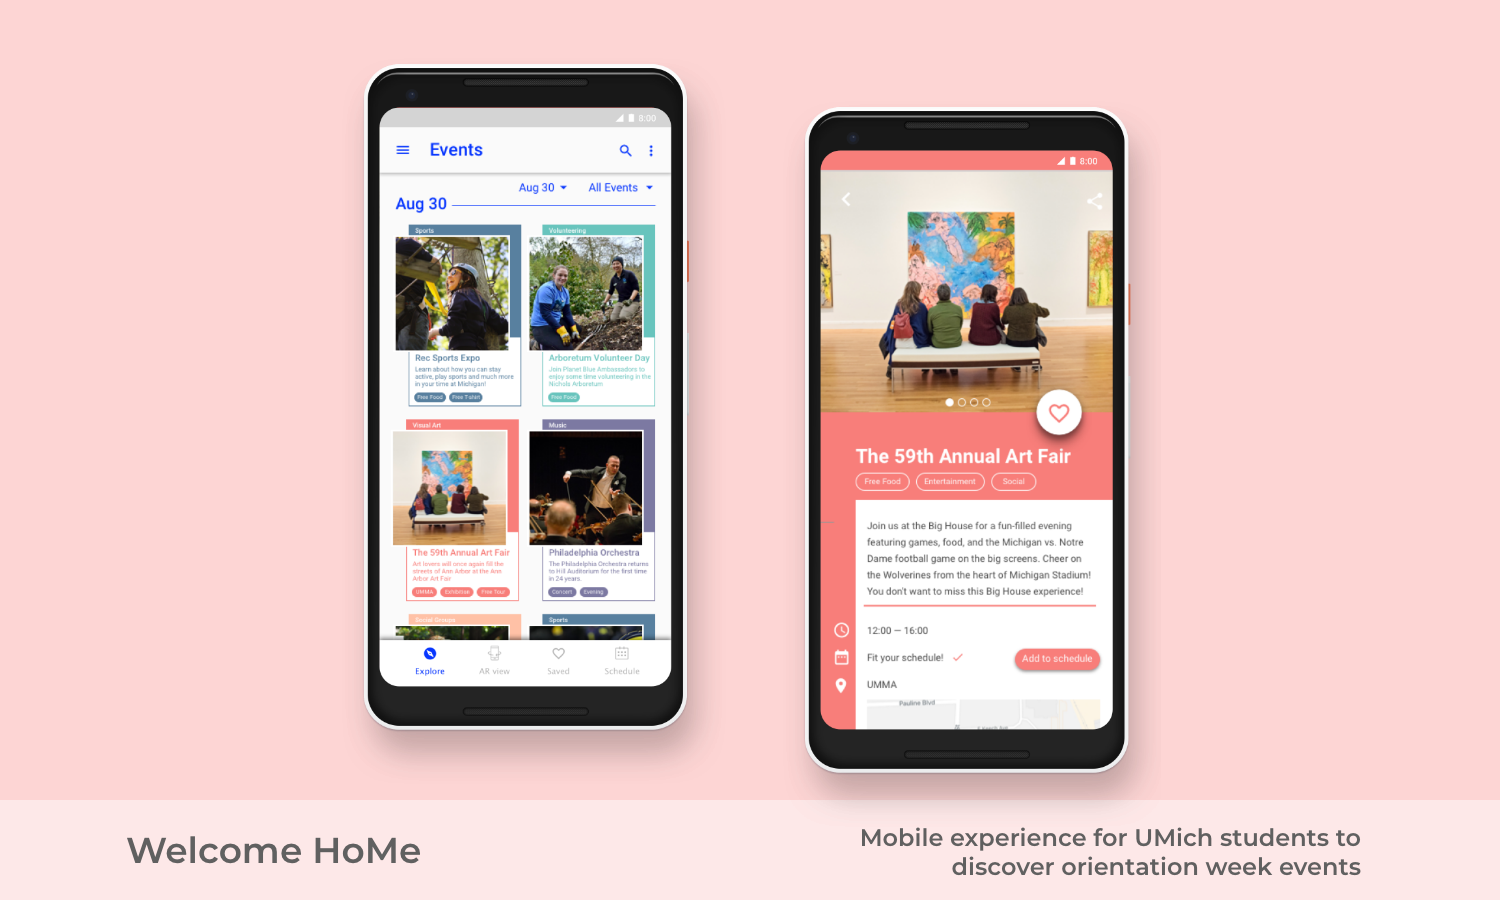 8:00
Events
Aug 30
All Events
Aug 30
Sports
Rec Sports Expo
Learn about how you can stay
active, play sports and much more
in your time at Michigan!
Free Food
Free T-shirt
Volunteering
Arboretum Volunteer Day
Join Planet Blue Ambassadors to
enjoy some time volunteering in the
Nichols Arboretum
Free Food
Visual Art
The 59th Annual Art Fair
Art lovers will once again fill the
streets of Ann Arbor at the Ann
Arbor Art Fair
UMMA
Exhibition
Free Tour
Music
Philadelphia Orchestra
The Philadelphia Orchestra returns
to Hill Auditorium for the first time
in 24 years.
Concert
Evening
Social Groups
Sports
Explore
AR view
Saved
Schedule
8:00
The 59th Annual Art Fair
Free Food
Entertainment
Social
Join us at the Big House for a fun-filled evening
featuring games, food, and the Michigan vs. Notre
Dame football game on the big screens. Cheer on
the Wolverines from the heart of Michigan Stadium!
You don't want to miss this Big House experience!
12:00 — 16:00
Fit your schedule!
Add to schedule
UMMA
Pauline Blvd
Welcome HoMe
Mobile experience for UMich students to
discover orientation week events